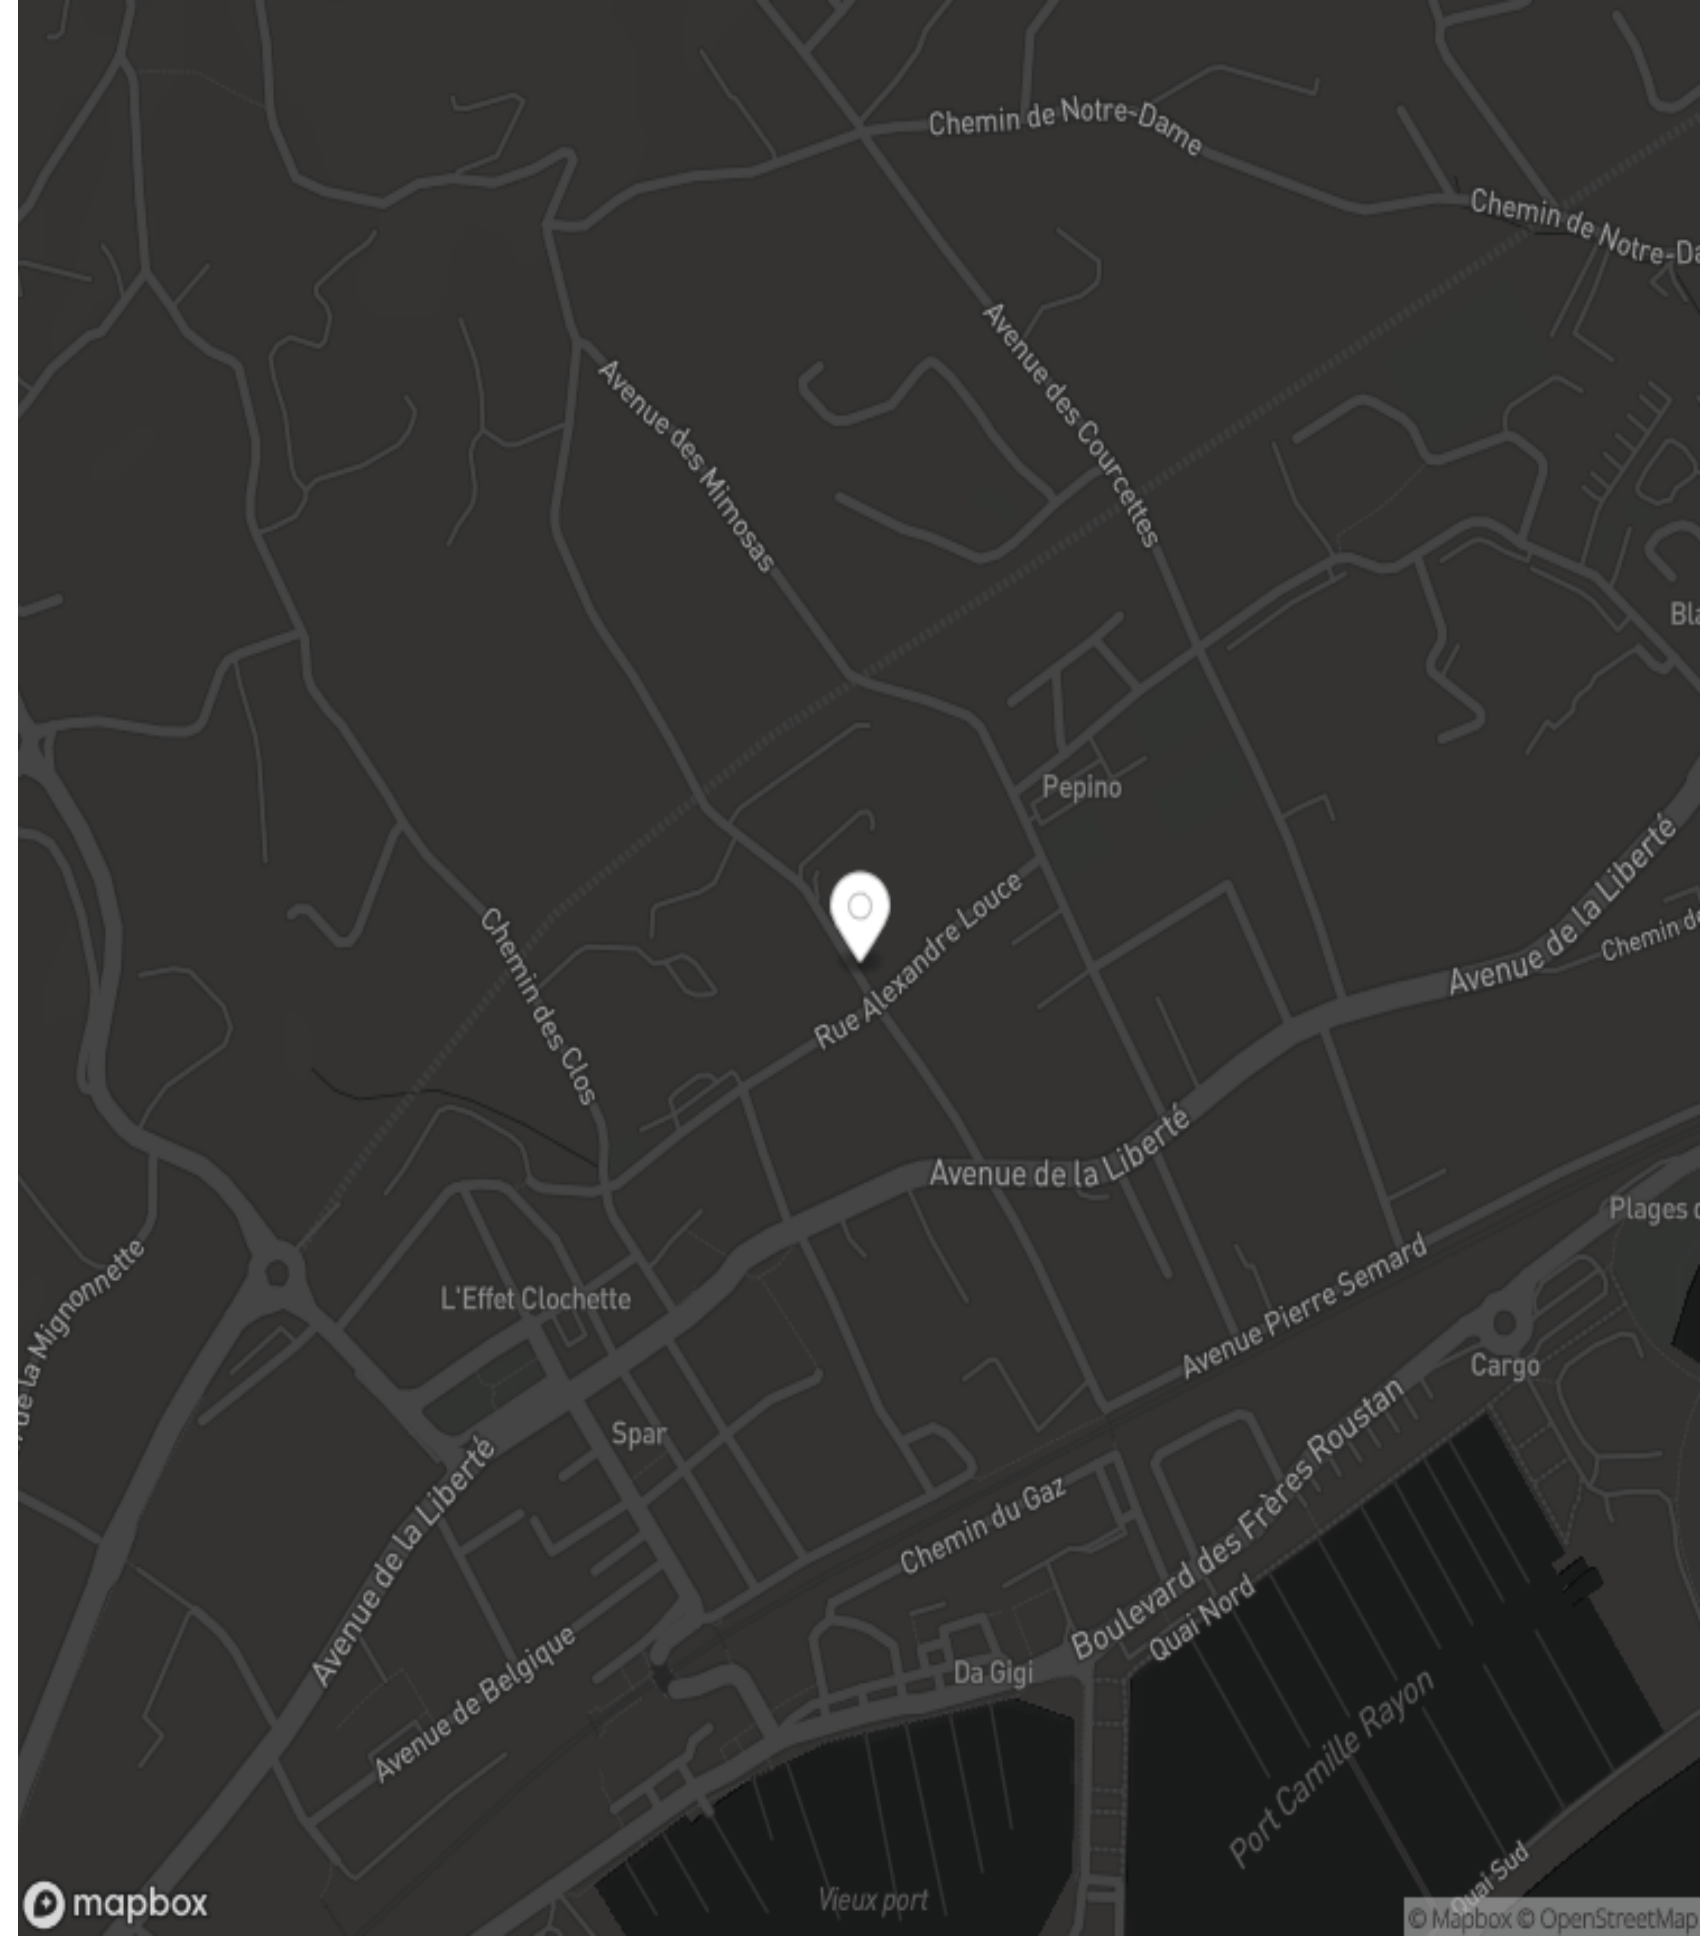 Chemin de Notre-Dame
Chemin de Notre-Da
Avenue des Courcettes
Avenue des Mimosas
Bla
Pepino
Avenue de la Liberté
Chemin de
Rue Alexandre Louce
Chemin des Clos
Avenue de la Liberté
Plages d
de la Mignonnette
L'Effet Clochette
Avenue Pierre Semard
Cargo
Spar
Avenue de la Liberté
Chemin du Gaz
Boulevard des Frères Roustan
Quai Nord
Da Gigi
Avenue de Belgique
Port Camille Rayon
Vieux port
Quai Sud
mapbox
© Mapbox © OpenStreetMap